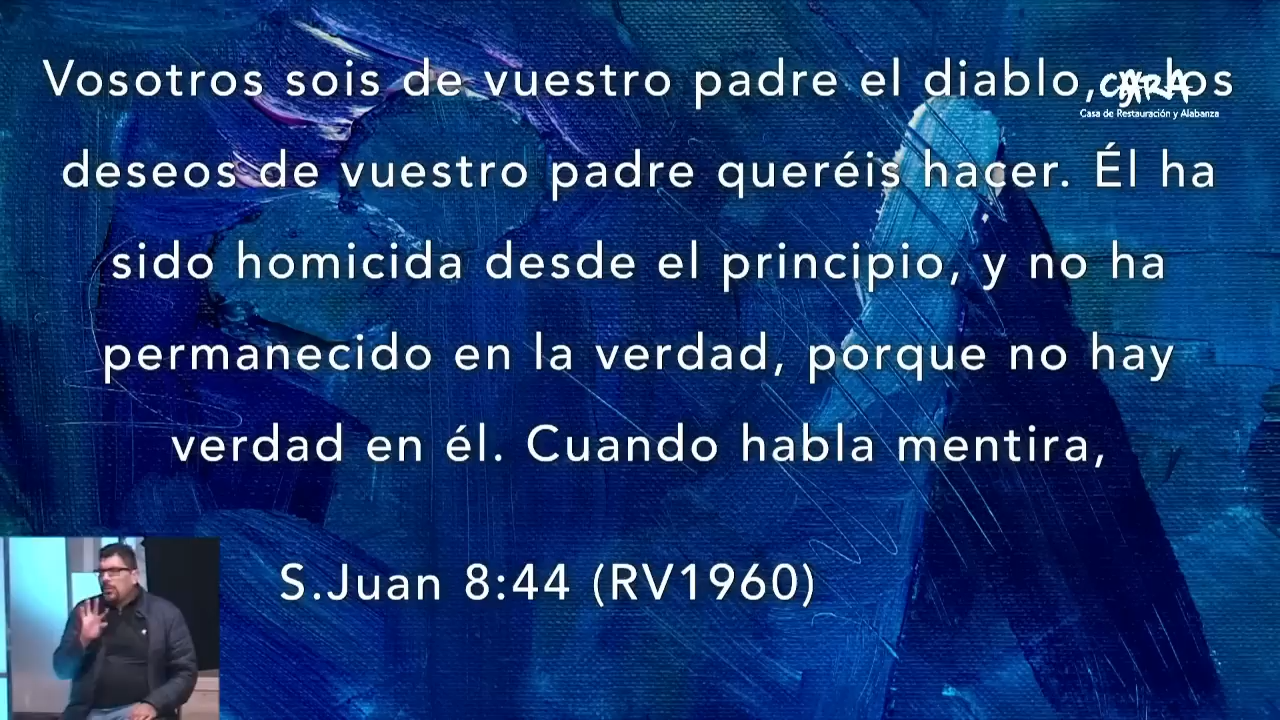 Vosotros sois de vuestro padre el diablo, los
CARA
Casa de Restauración y Alabanza
deseos de vuestro padre queréis hacer. Él ha
sido homicida desde el principio, y no ha
permanecido en la verdad, porque no hay
verdad en él. Cuando habla mentira,
S.Juan 8:44 (RV1960)